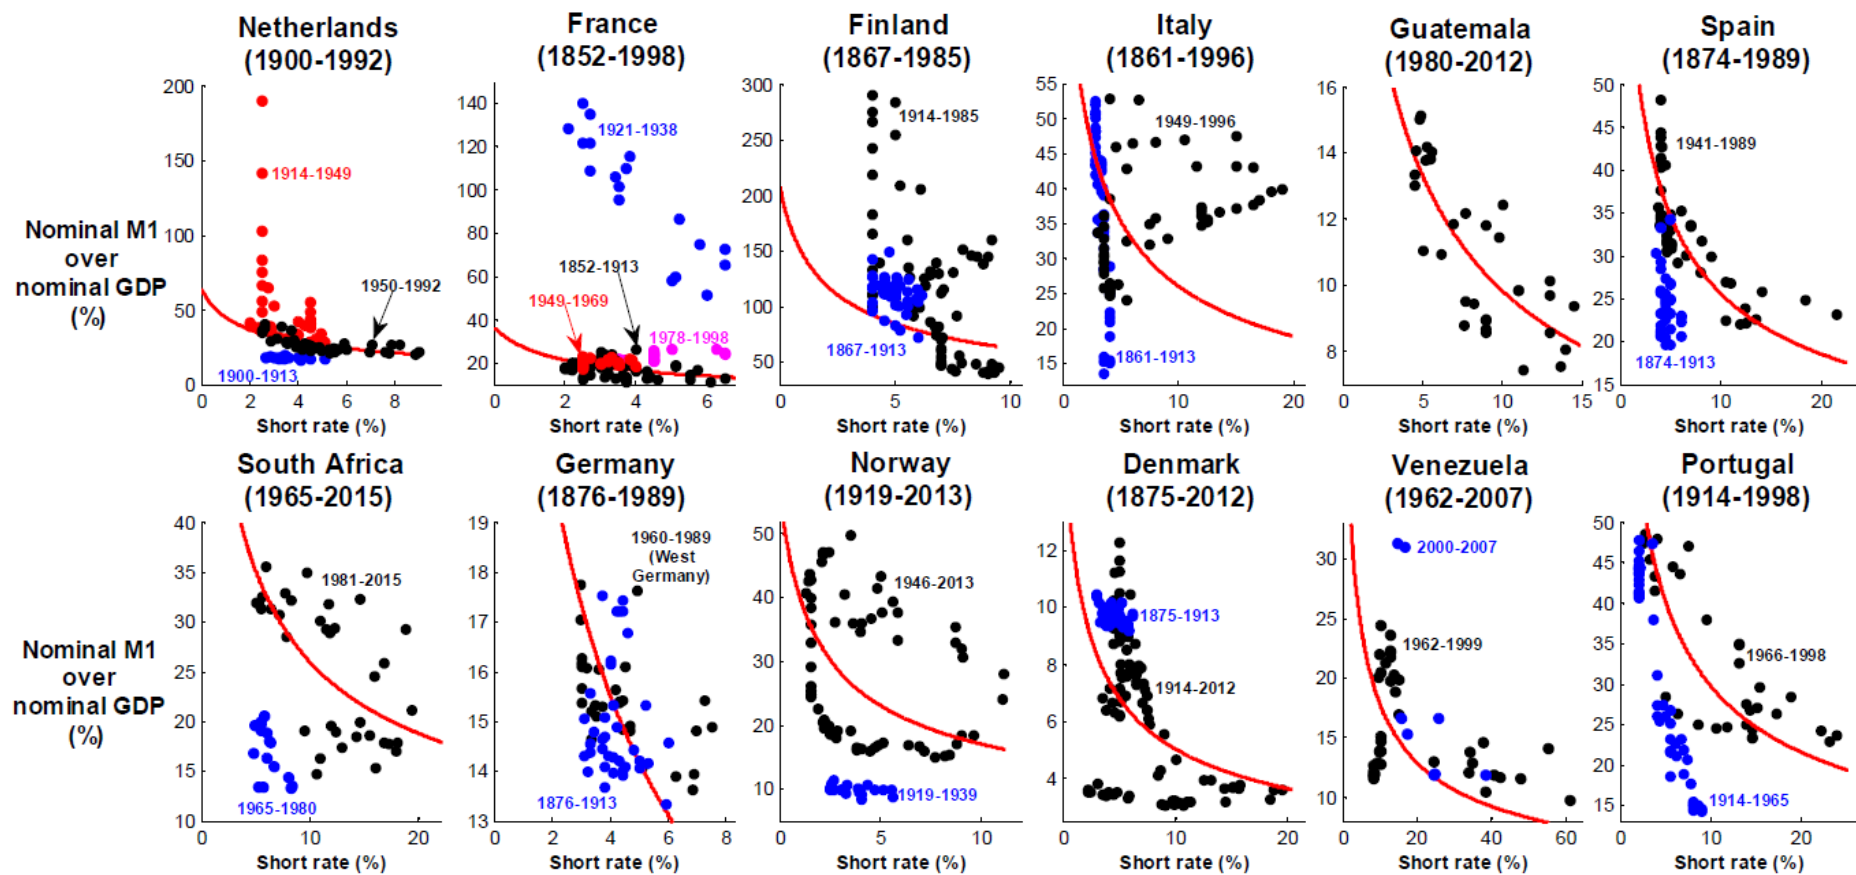 Netherlands
(1900-1992)
France
(1852-1998)
Finland
(1867-1985)
Italy
(1861-1996)
Guatemala
(1980-2012)
Spain
(1874-1989)
Nominal M1
over
nominal GDP
(%)
200
150
100
50
0
1914-1949
1950-1992
1900-1913
0 2 4 6 8 10
Short rate (%)
140
120
100
80
60
40
20
1921-1938
1852-1913
1949-1969
1978-1998
0 2 4 6
Short rate (%)
300
250
200
150
100
50
1914-1985
1867-1913
0 5 10
Short rate (%)
55
50
45
40
35
30
25
20
15
1949-1996
1861-1913
0 10 20
Short rate (%)
16
14
12
10
8
0 5 10 15
Short rate (%)
50
45
40
35
30
25
20
15
1941-1989
1874-1913
0 10 20
Short rate (%)
South Africa
(1965-2015)
Germany
(1876-1989)
Norway
(1919-2013)
Denmark
(1875-2012)
Venezuela
(1962-2007)
Portugal
(1914-1998)
Nominal M1
over
nominal GDP
(%)
40
35
30
25
20
15
10
1981-2015
1965-1980
0 10 20
Short rate (%)
19
18
17
16
15
14
13
1960-1989
(West
Germany)
1876-1913
0 2 4 6 8
Short rate (%)
50
40
30
20
10
1946-2013
1919-1939
0 5 10
Short rate (%)
12
10
8
6
4
1875-1913
1914-2012
0 10 20
Short rate (%)
30
25
20
15
10
2000-2007
1962-1999
0 20 40 60
Short rate (%)
50
45
40
35
30
25
20
15
1966-1998
1914-1965
0 10 20
Short rate (%)